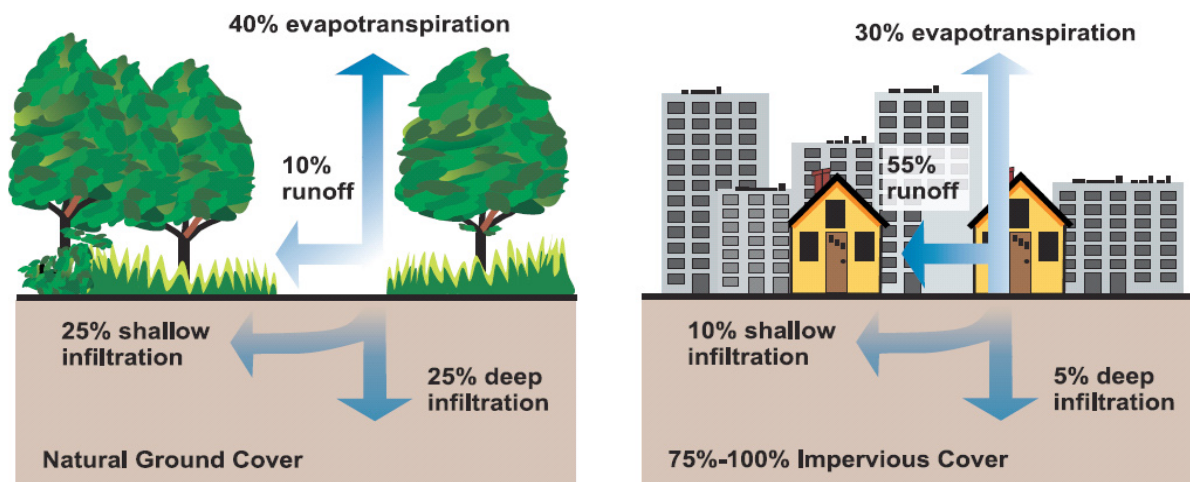 40% evapotranspiration
10%
runoff
25% shallow
infiltration
25% deep
infiltration
Natural Ground Cover
30% evapotranspiration
55%
runoff
10% shallow
infiltration
5% deep
infiltration
75%-100% Impervious Cover